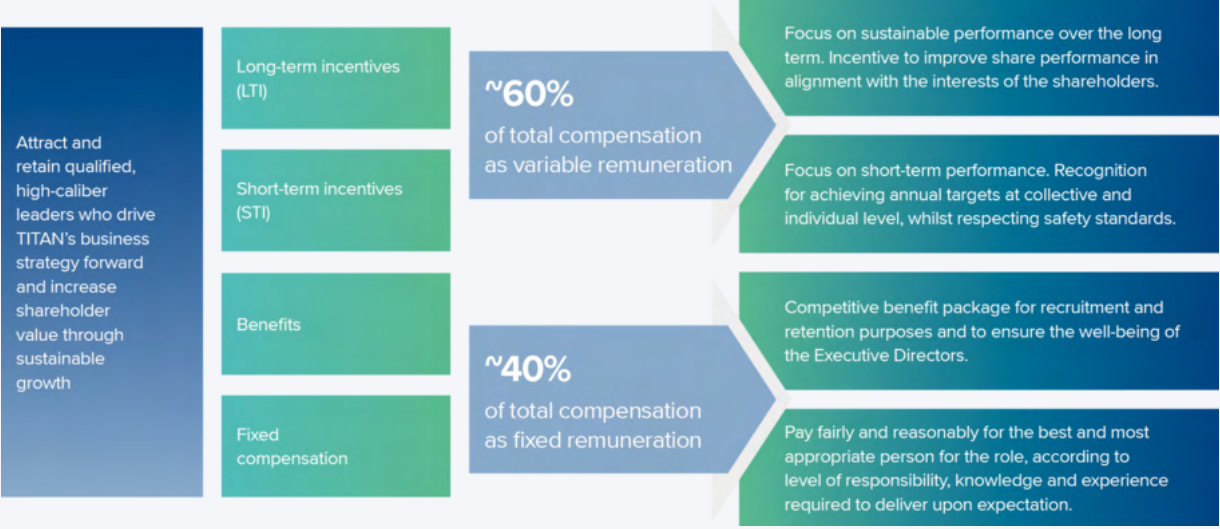 Attract and
retain qualified,
high-caliber
leaders who drive
TITAN's business
strategy forward
and increase
shareholder
value through
sustainable
growth
Long-term incentives
(LTI)
Short-term incentives
(STI)
Benefits
Fixed
compensation
~60%
of total compensation
as variable remuneration
~40%
of total compensation
as fixed remuneration
Focus on sustainable performance over the long
term. Incentive to improve share performance in
alignment with the interests of the shareholders.
Focus on short-term performance. Recognition
for achieving annual targets at collective and
individual level, whilst respecting safety standards.
Competitive benefit package for recruitment and
retention purposes and to ensure the well-being of
the Executive Directors.
Pay fairly and reasonably for the best and most
appropriate person for the role, according to
level of responsibility, knowledge and experience
required to deliver upon expectation.